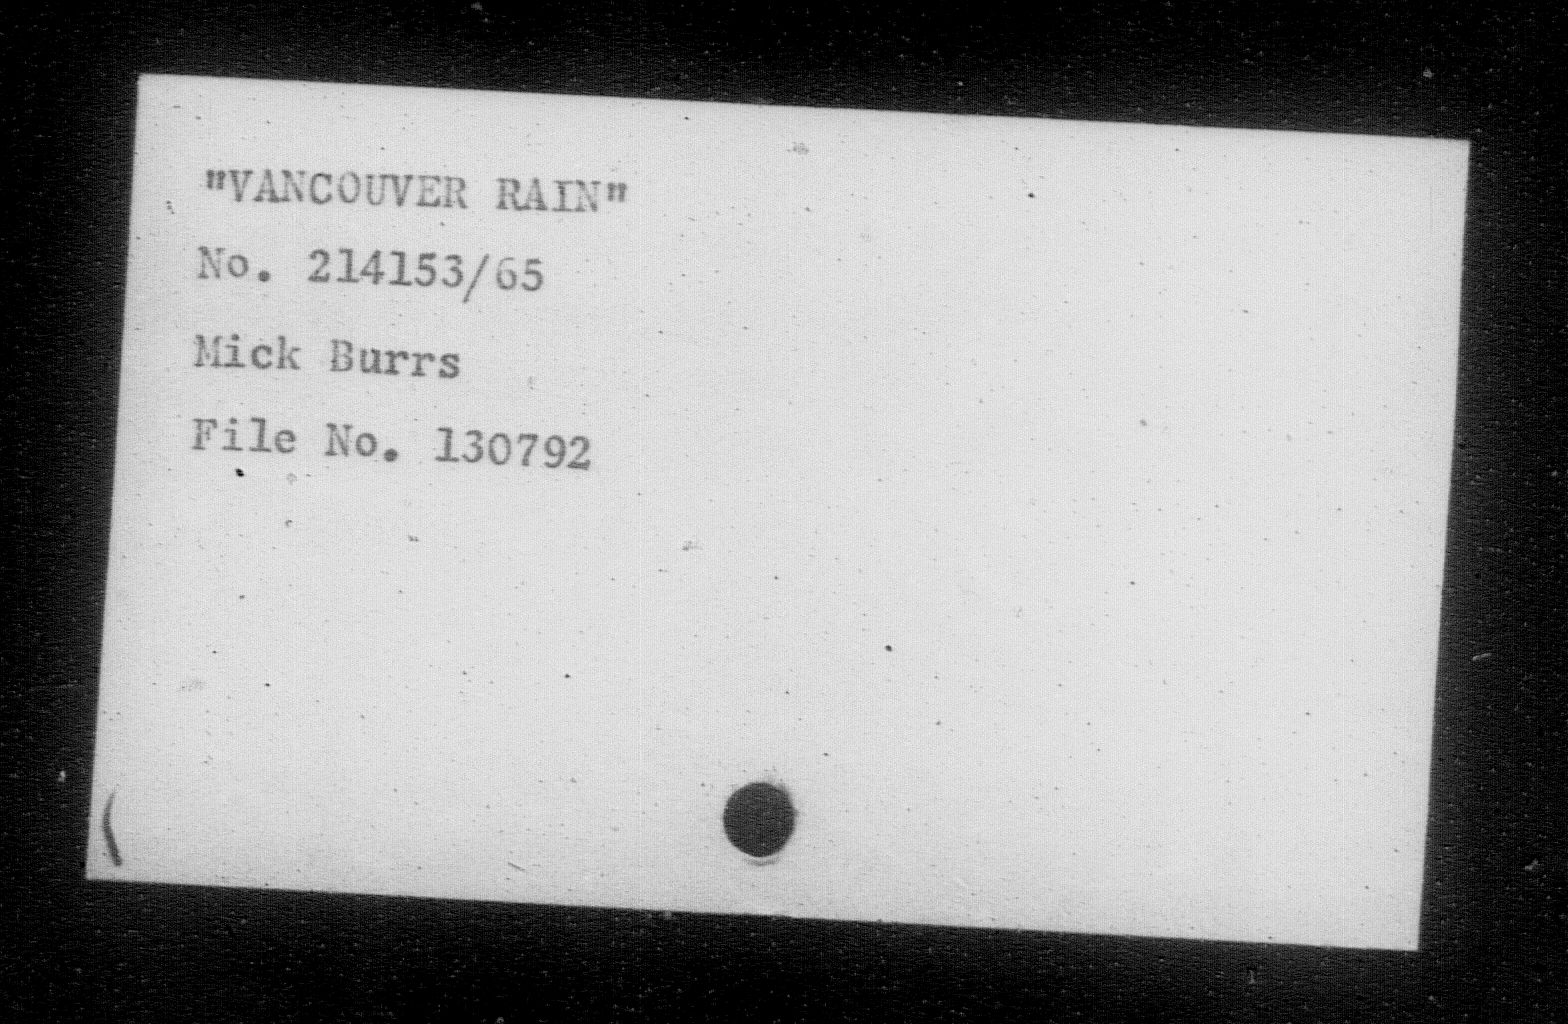 "VANCOUVER RAIN"
No. 214153/65
Mick Burrs
File No. 130792